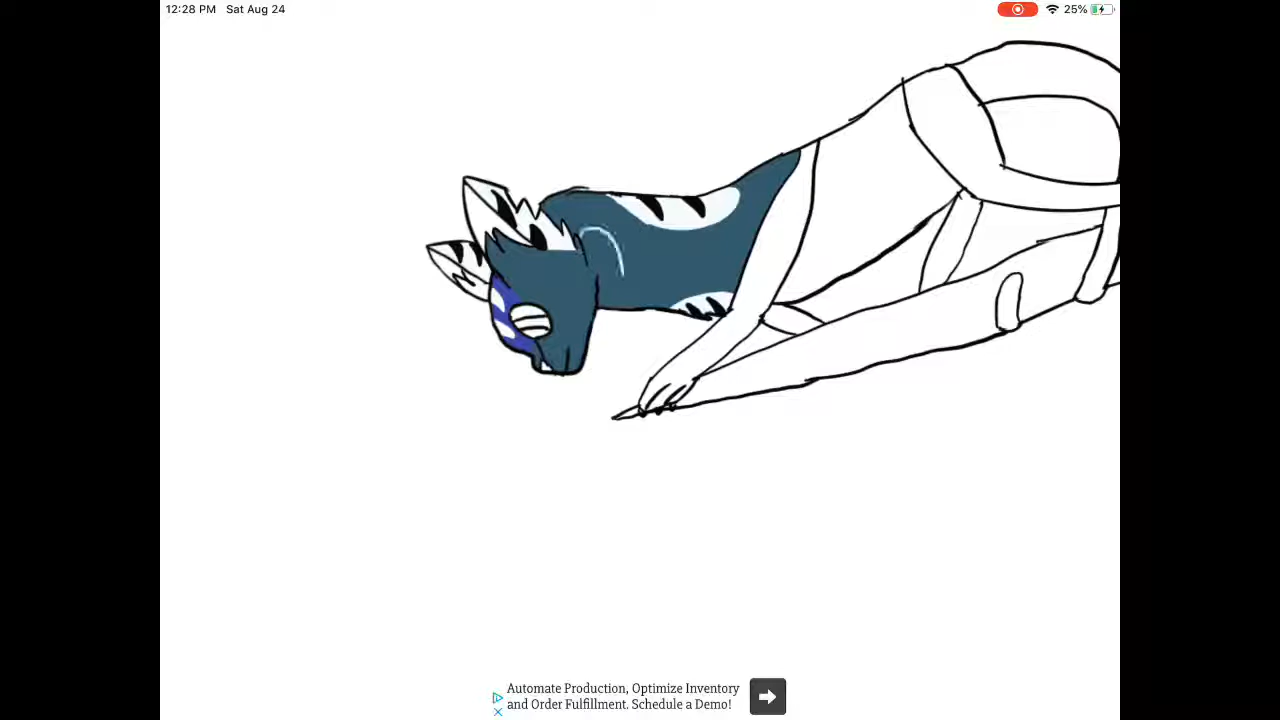 12:28 PM Sat Aug 24
25%
Automate Production, Optimize Inventory
and Order Fulfillment. Schedule a Demo!